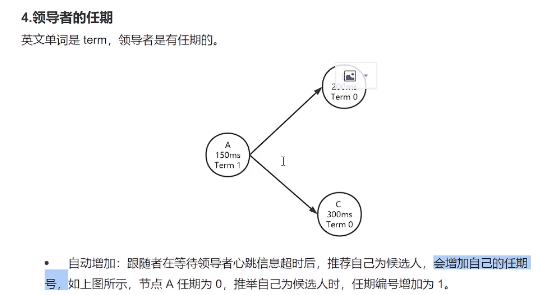 4.领导者的任期
英文单词是 term，领导者是有任期的。
Term 0
A
150ms
Term 1
C
300ms
Term 0
自动增加：跟随者在等待领导者心跳信息超时后，推荐自己为候选人，会增加自己的任期
号，如上图所示，节点 A 任期为 0，推举自己为候选人时，任期编号增加为 1。